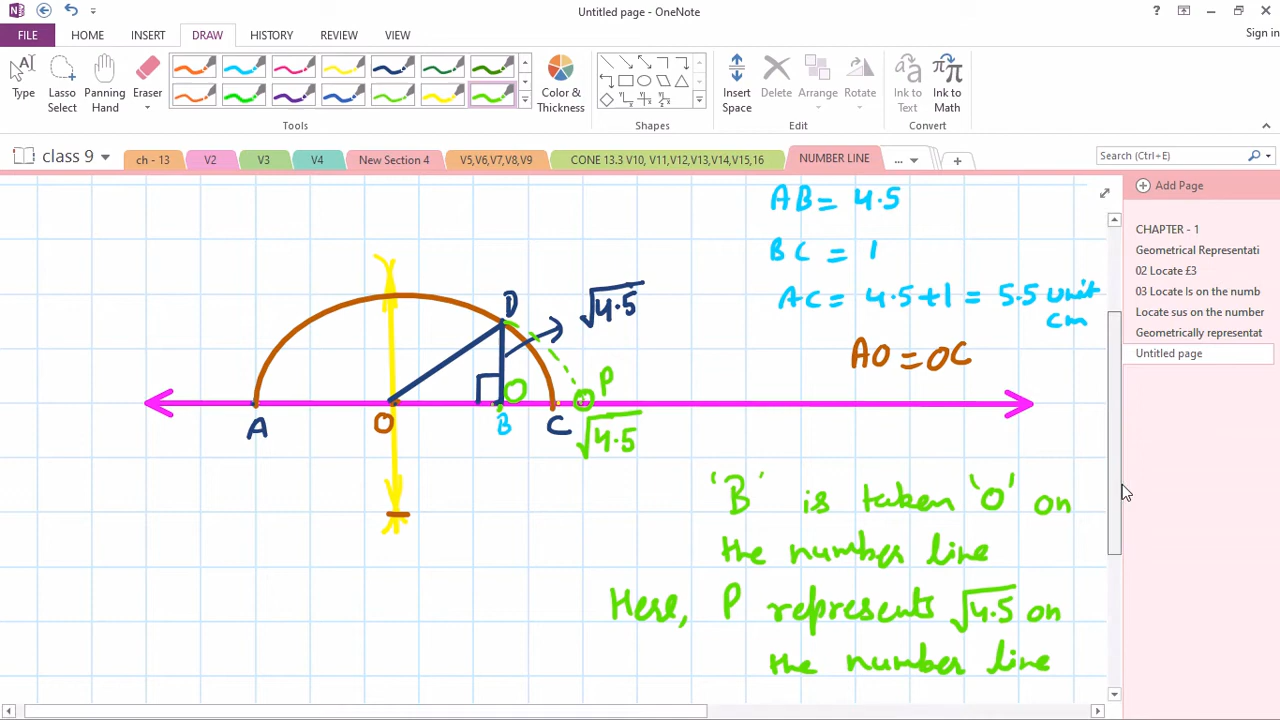 Untitled page - OneNote
?
Sign in
FILE HOME INSERT DRAW HISTORY REVIEW VIEW
Type Lasso Select Panning Hand Eraser Color & Thickness Insert Space Delete Arrange Rotate Ink to Text Ink to Math
Tools Shapes Edit Convert
class 9 ch - 13 V2 V3 V4 New Section 4 V5,V6,V7,V8,V9 CONE 13.3 V10, V11,V12,V13,V14,V15,16 NUMBER LINE ... + Search (Ctrl+E)
Add Page
CHAPTER - 1
Geometrical Representati
02 Locate £3
03 Locate ls on the numb
Locate sus on the number
Geometrically representat
Untitled page
AB = 4.5
BC = 1
AC = 4.5+1 = 5.5 unit
cm
AO = OC
D √4.5
O P
A O B C √4.5
'B' is taken 'O' on
the number line
Here, P represents √4.5 on
the number line